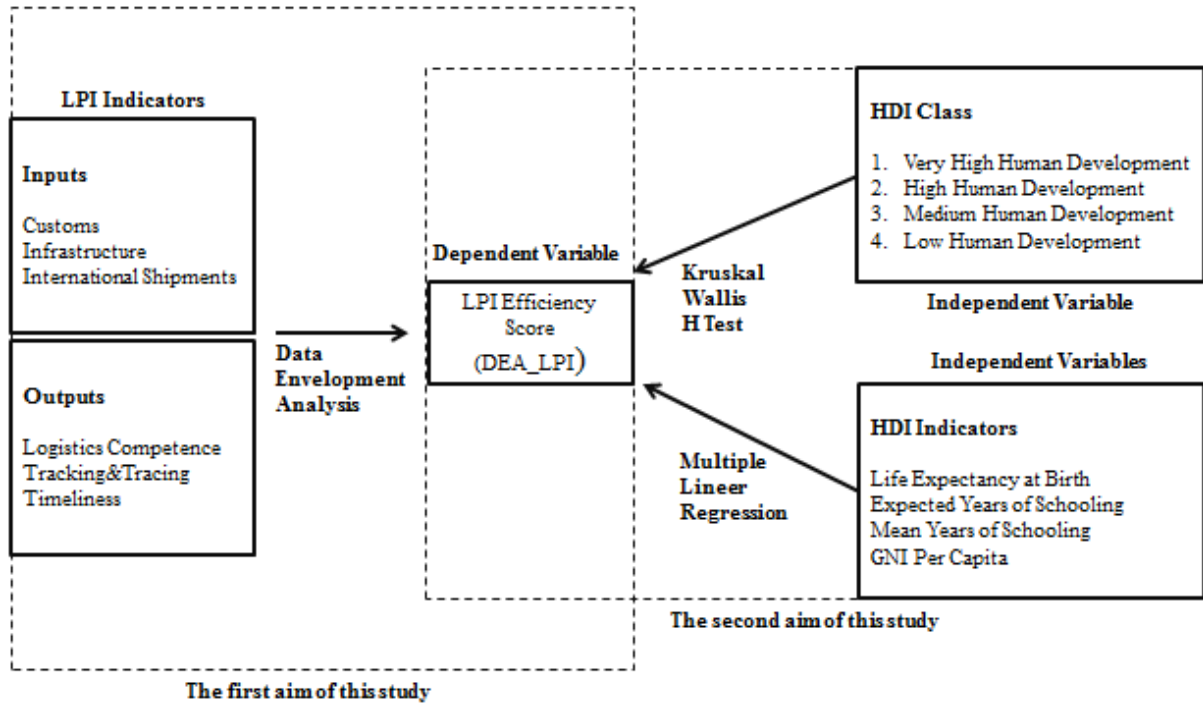 LPI Indicators
Inputs
Customs
Infrastructure
International Shipments
Outputs
Logistics Competence
Tracking&Tracing
Timeliness
Data
Envelopment
Analysis
Dependent Variable
LPI Efficiency
Score
(DEA_LPI)
Kruskal
Wallis
H Test
HDI Class
1. Very High Human Development
2. High Human Development
3. Medium Human Development
4. Low Human Development
Independent Variable
Independent Variables
HDI Indicators
Life Expectancy at Birth
Expected Years of Schooling
Mean Years of Schooling
GNI Per Capita
Multiple
Lineer
Regression
The second aim of this study
The first aim of this study